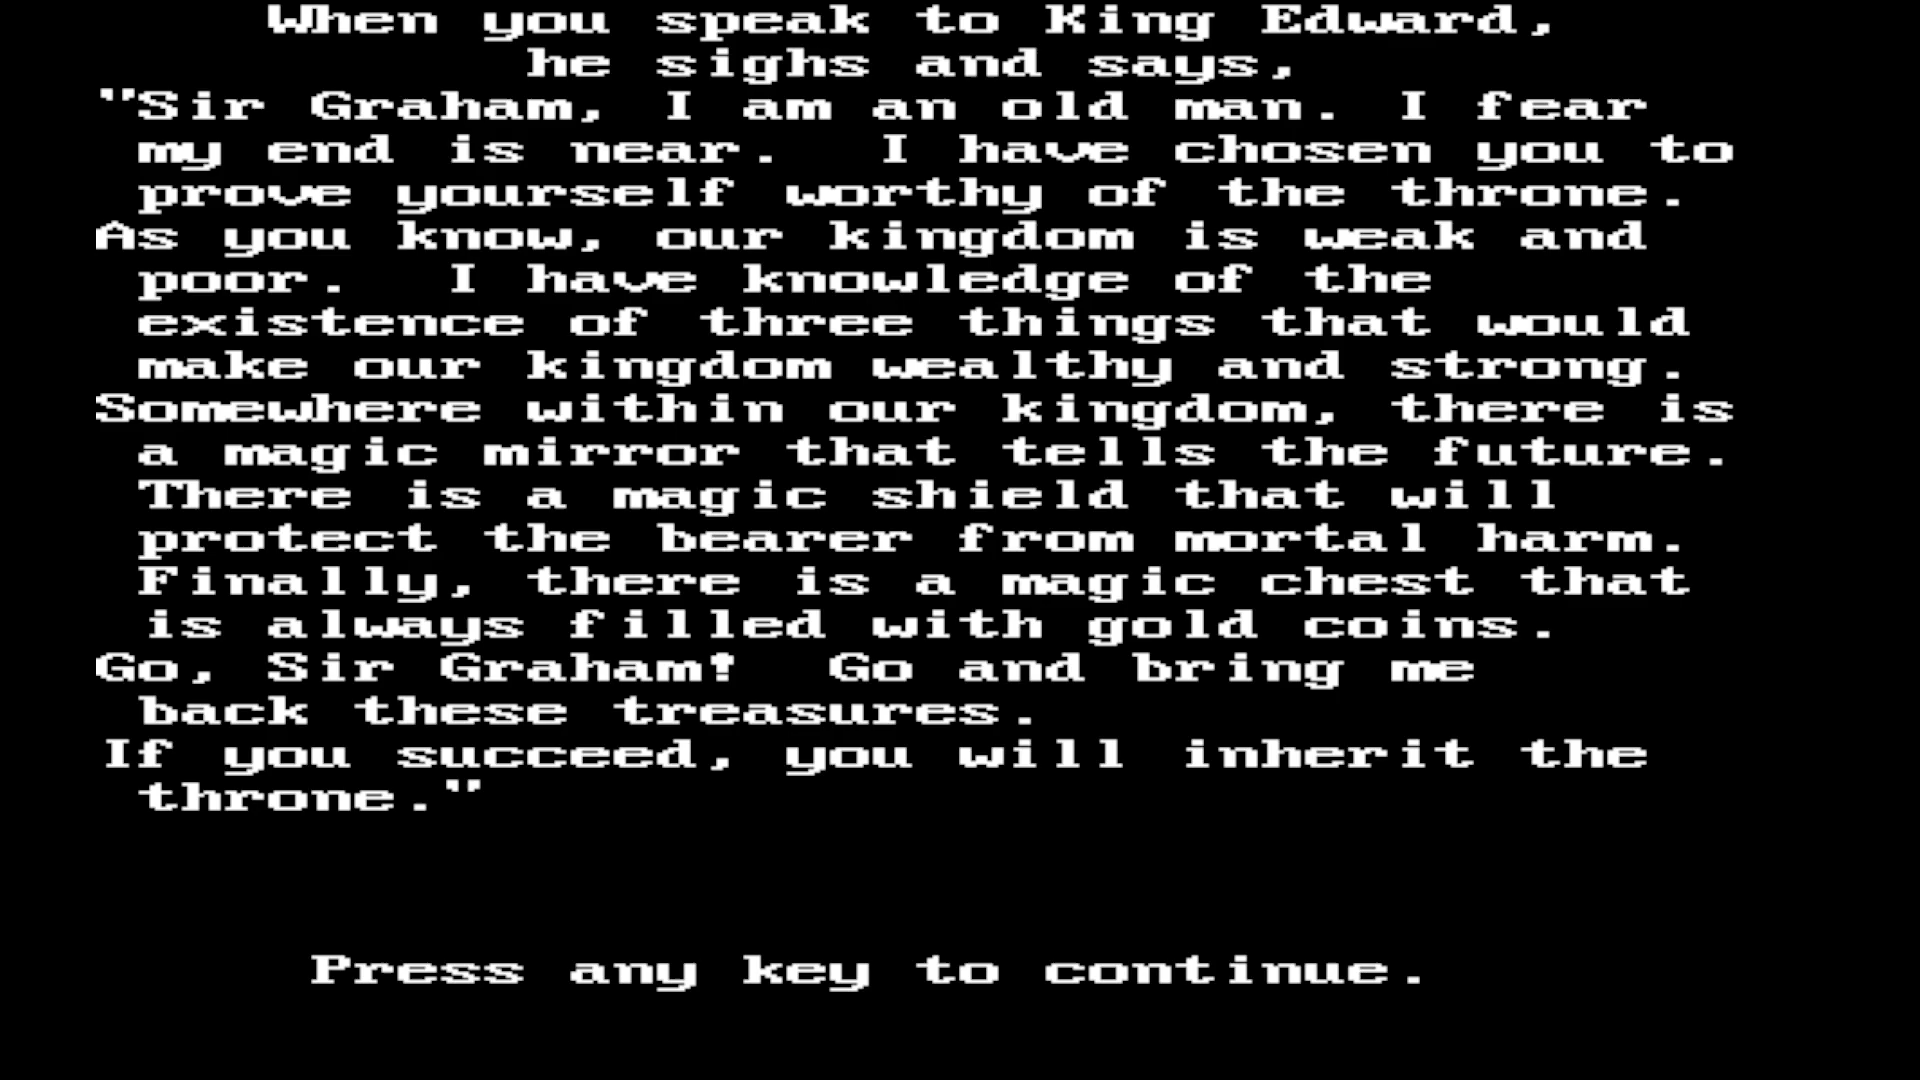 When you speak to King Edward,
he sighs and says,
"Sir Graham, I am an old man. I fear
my end is near.  I have chosen you to
prove yourself worthy of the throne.
As you know, our kingdom is weak and
poor.  I have knowledge of the
existence of three things that would
make our kingdom wealthy and strong.
Somewhere within our kingdom, there is
a magic mirror that tells the future.
There is a magic shield that will
protect the bearer from mortal harm.
Finally, there is a magic chest that
is always filled with gold coins.
Go, Sir Graham!  Go and bring me
back these treasures.
If you succeed, you will inherit the
throne."
Press any key to continue.